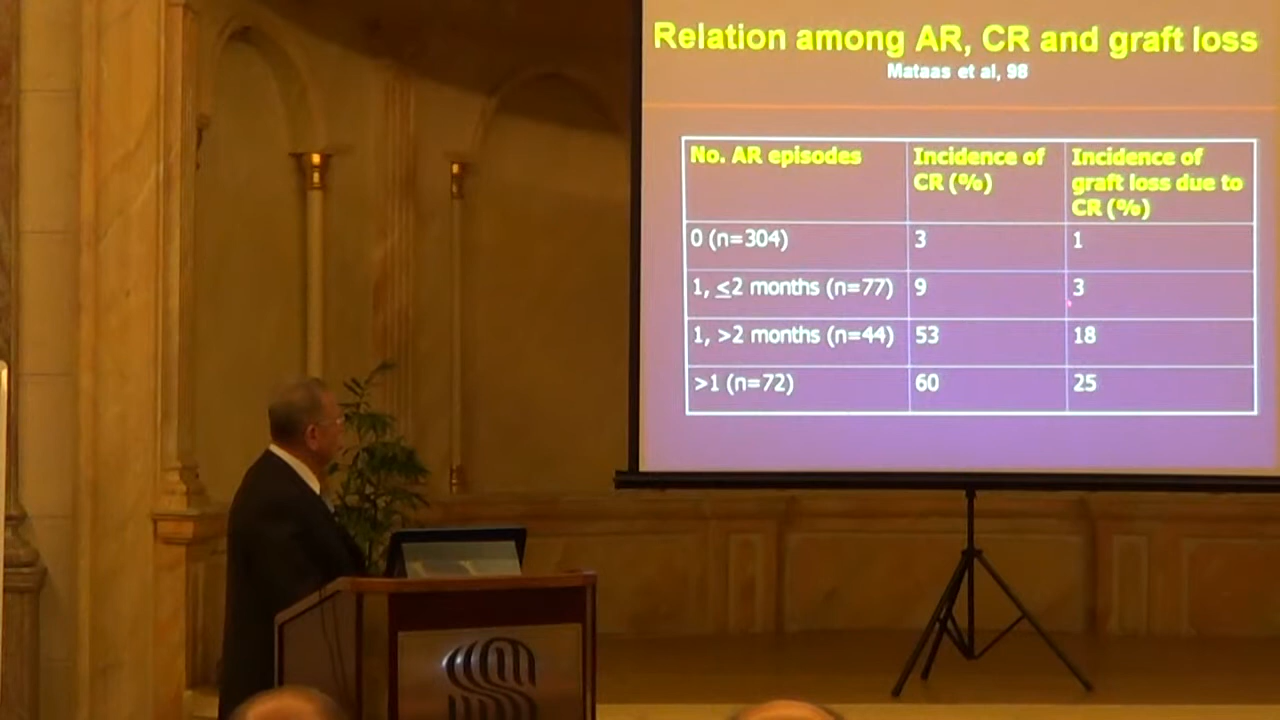 Relation among AR, CR and graft loss
Mataas et al, 98
No. AR episodes
Incidence of
CR (%)
Incidence of
graft loss due to
CR (%)
0 (n=304) 3 1
1, ≤2 months (n=77) 9 3
1, >2 months (n=44) 53 18
>1 (n=72) 60 25